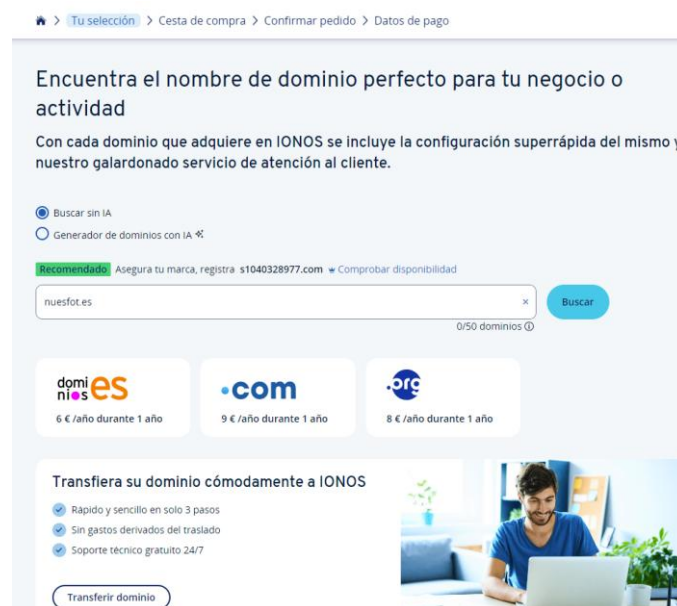 Tu selección > Cesta de compra > Confirmar pedido > Datos de pago
Encuentra el nombre de dominio perfecto para tu negocio o
actividad
Con cada dominio que adquiere en IONOS se incluye la configuración superrápida del mismo y
nuestro galardonado servicio de atención al cliente.
Buscar sin IA
Generador de dominios con IA
Recomendado Asegura tu marca, registra s1040328977.com Comprobar disponibilidad
nuesfot.es × Buscar
0/50 dominios
domi
nios es
.com
.org
6 € /año durante 1 año
9 € /año durante 1 año
8 € /año durante 1 año
Transfiera su dominio cómodamente a IONOS
Rápido y sencillo en solo 3 pasos
Sin gastos derivados del traslado
Soporte técnico gratuito 24/7
Transferir dominio